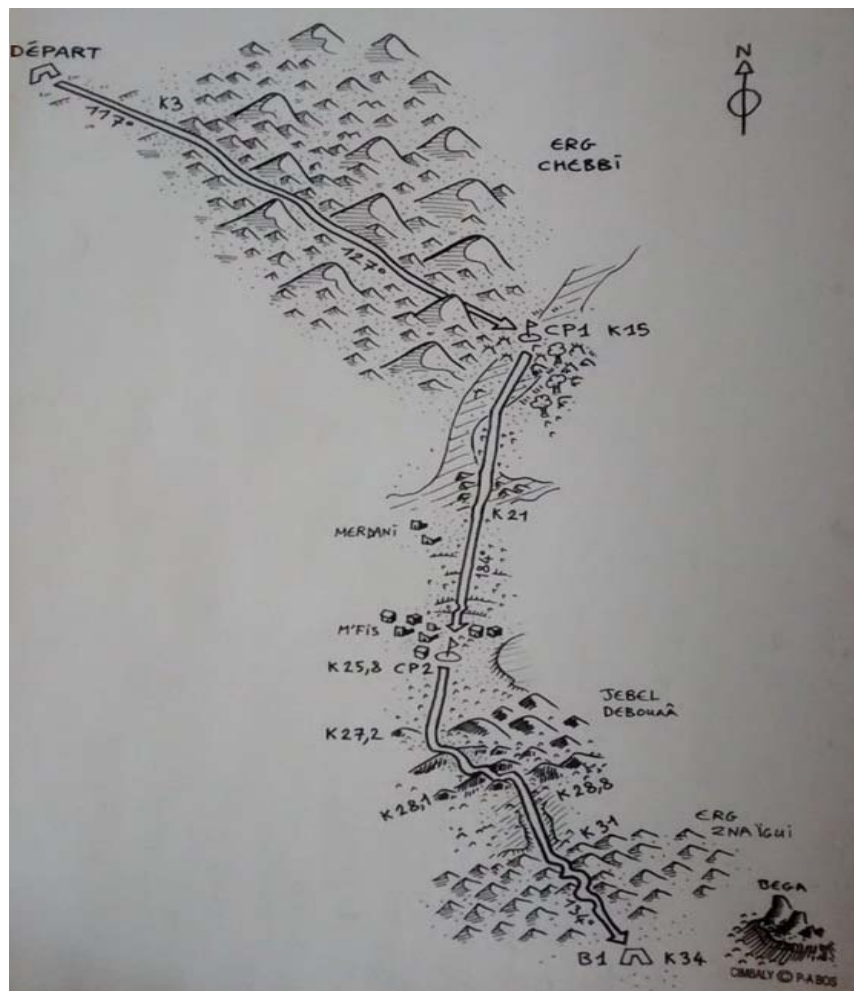 DÉPART
N
K3
117°
ERG
CHEBBI
127°
CP1 K15
K21
MERDANI
184°
M'FIS
K25,8 CP2
JEBEL
DEBOUAÂ
K27,2
K28,1
K28,8
K31
ERG
ZNAÏGUI
134°
BEGA
B1 K34
CIMBALY © P-A BOS